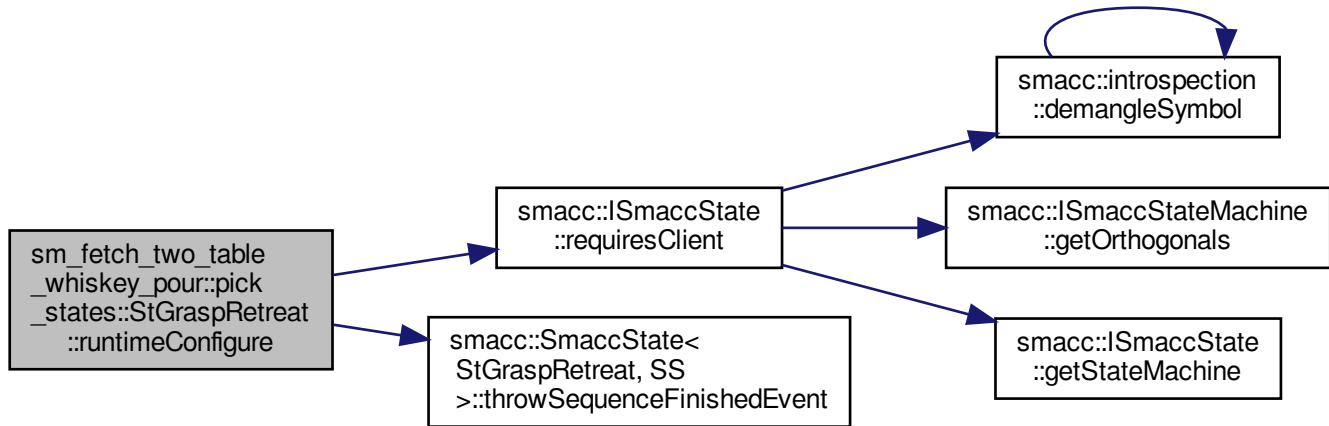 sm_fetch_two_table
_whiskey_pour::pick
_states::StGraspRetreat
::runtimeConfigure
smacc::ISmaccState
::requiresClient
smacc::SmaccState<
StGraspRetreat, SS
>::throwSequenceFinishedEvent
smacc::introspection
::demangleSymbol
smacc::ISmaccStateMachine
::getOrthogonals
smacc::ISmaccState
::getStateMachine